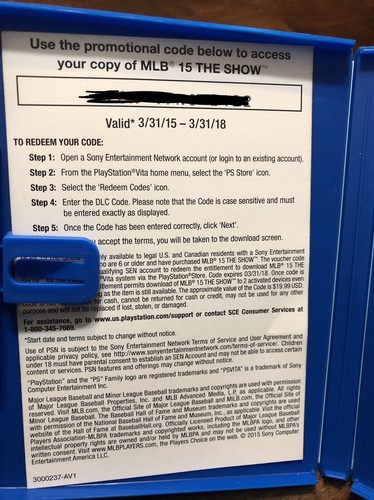 Use the promotional code below to access
your copy of MLB® 15 THE SHOW™
Valid* 3/31/15 – 3/31/18
TO REDEEM YOUR CODE:
Step 1: Open a Sony Entertainment Network account (or login to an existing account).
Step 2: From the PlayStation®Vita home menu, select the 'PS Store' icon.
Step 3: Select the 'Redeem Codes' icon.
Step 4: Enter the DLC Code. Please note that the Code is case sensitive and must
be entered exactly as displayed.
Step 5: Once the Code has been entered correctly, click 'Next'.
accept the terms, you will be taken to the download screen.
only available to legal U.S. and Canadian residents with a Sony Entertainment
who are 6 or older and have purchased MLB® 15 THE SHOW™. The voucher code
qualifying SEN account to redeem the entitlement to download MLB® 15 THE
Vita system via the PlayStation®Store. Code expires 03/31/18. Once code is
entitlement permits download of MLB® 15 THE SHOW™ to 2 activated devices even
as the item is still available. The approximate value of the Code is $19.99 USD.
for cash, cannot be returned for cash or credit, may not be used for any other
purpose and will not be replaced if lost, stolen, or damaged.
For assistance, go to www.us.playstation.com/support or contact SCE Consumer Services at
1-800-345-7669.
*Start date and terms subject to change without notice.
Use of PSN is subject to the Sony Entertainment Network Terms of Service and User Agreement and
applicable privacy policy, see http://www.sonyentertainmentnetwork.com/terms-of-service/. Children
under 18 must have parental consent to establish an SEN Account and may not be able to access certain
content or services. PSN features and offerings may change without notice.
"PlayStation" and the "PS" Family logo are registered trademarks and "PSVITA" is a trademark of Sony
Computer Entertainment Inc.
Major League Baseball and Minor League Baseball trademarks and copyrights are used with permission
of Major League Baseball Properties, Inc. and MLB Advanced Media, L.P. as applicable. All rights
reserved. Visit MLB.com, the Official Site of Major League Baseball and MiLB.com, the Official Site of
Minor League Baseball. The Baseball Hall of Fame and Museum trademarks and copyrights are used
with permission of the National Baseball Hall of Fame and Museum, Inc., as applicable. Visit the official
website of the Hall of Fame at BaseballHall.org. Officially Licensed Product of Major League Baseball
Players Association-MLBPA trademarks and copyrighted works, including the MLBPA logo, and other
intellectual property rights are owned and/or held by MLBPA and may not be used without MLBPA's
written consent. Visit www.MLBPLAYERS.com, the Players Choice on the web. © 2015 Sony Computer
Entertainment America LLC.
3000237-AV1